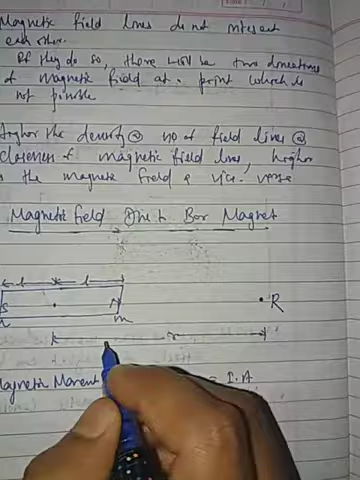 Magnetic field lines do not intersect
each other.
If they do so, there will be two directions
of magnetic field at a point which is
not possible
Higher the density @ no of field lines @
closeness of magnetic field lines, higher
is the magnetic field & vice versa
Magnetic field Due to Bar Magnet
l l
S N R
m m
r
Magnetic Moment = I.A